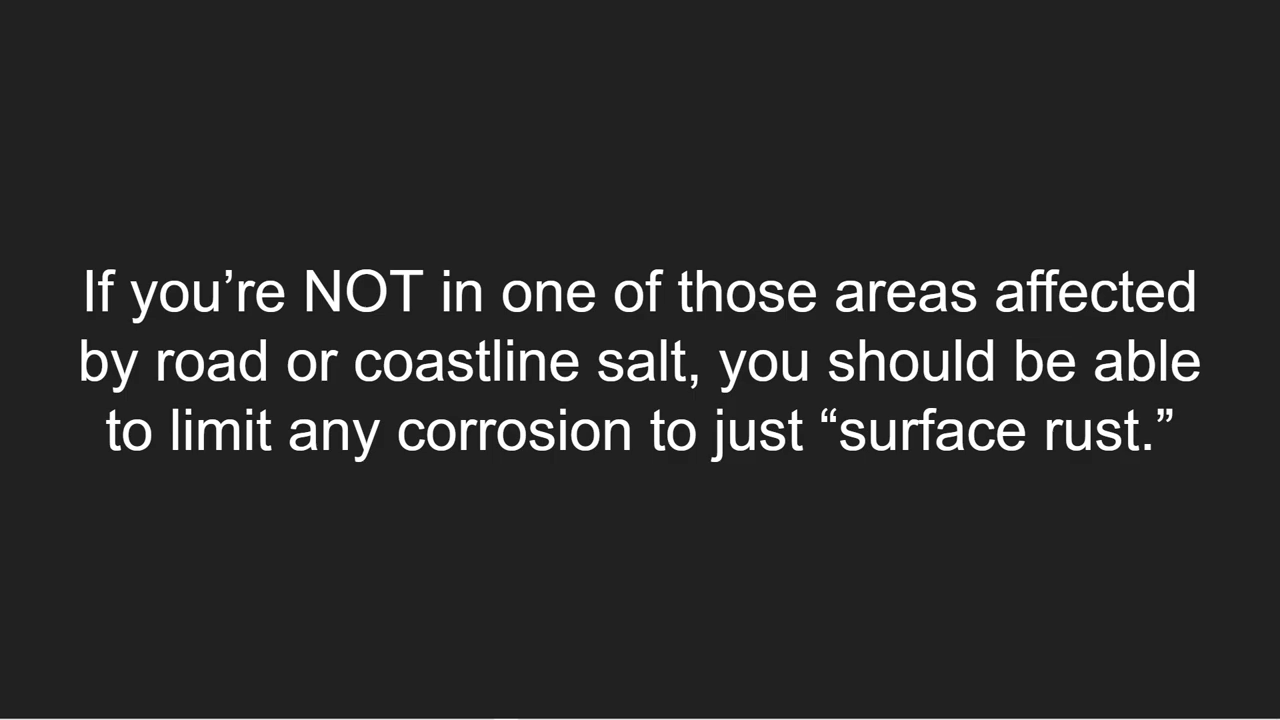 If you’re NOT in one of those areas affected
by road or coastline salt, you should be able
to limit any corrosion to just “surface rust.”